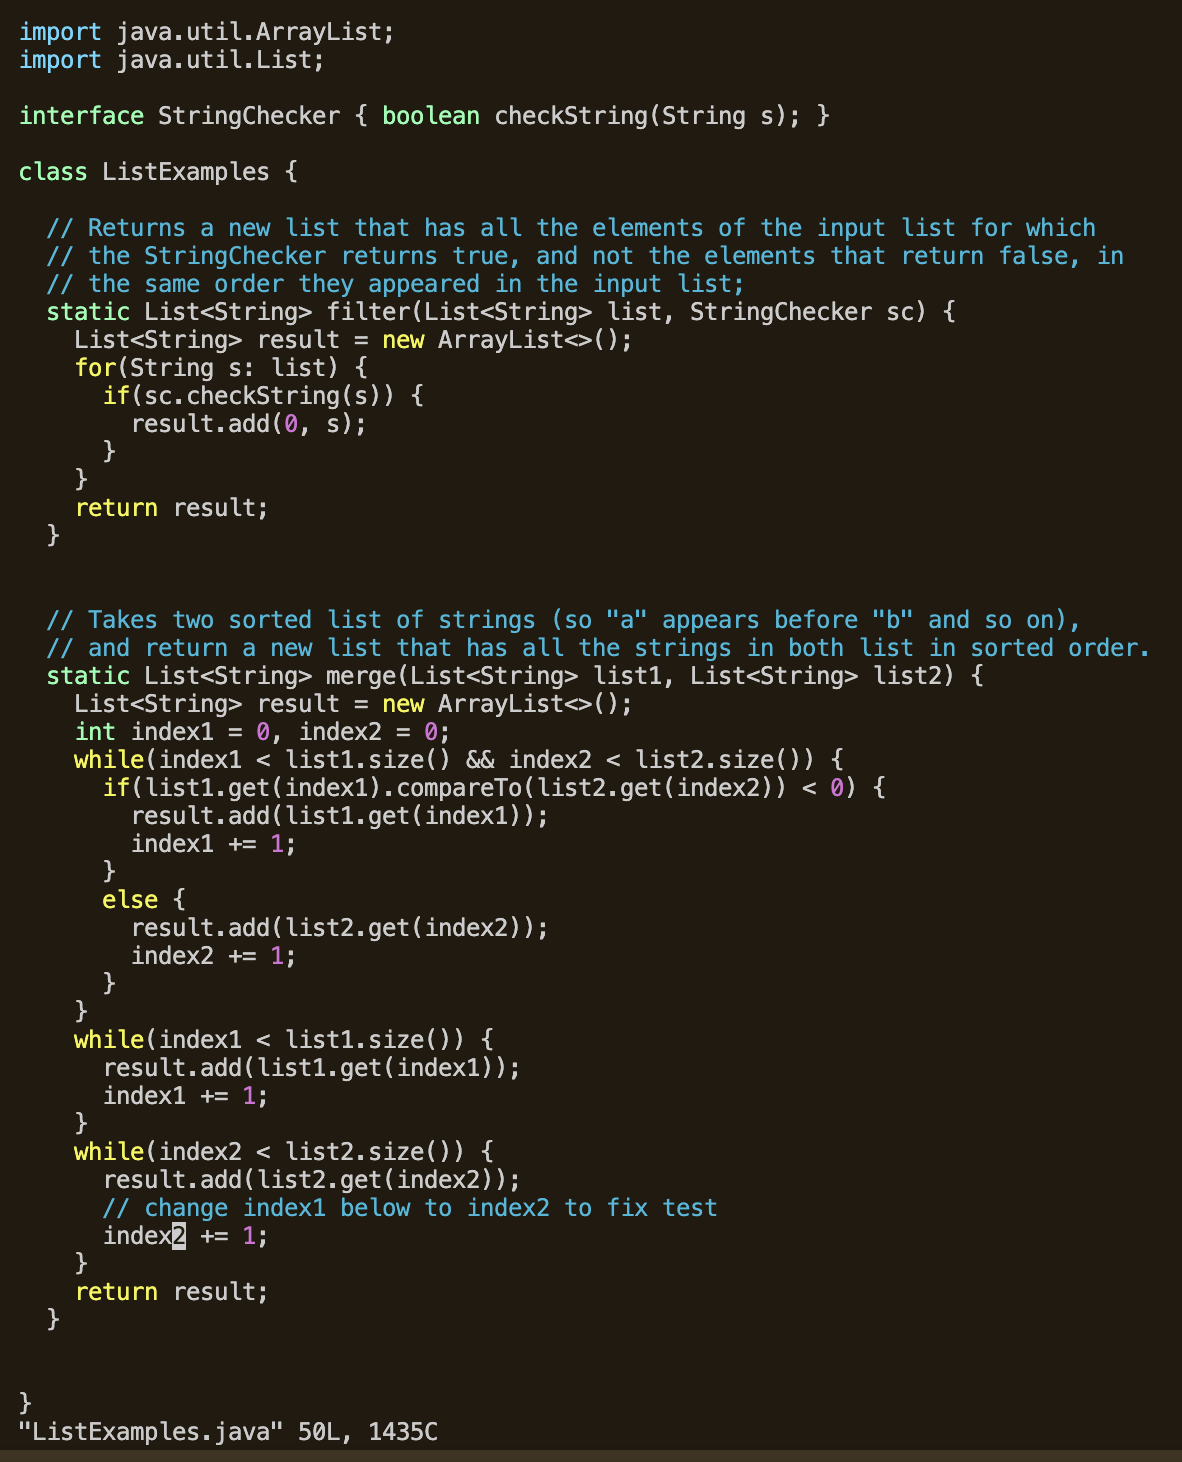 import java.util.ArrayList;
import java.util.List;

interface StringChecker { boolean checkString(String s); }

class ListExamples {

  // Returns a new list that has all the elements of the input list for which
  // the StringChecker returns true, and not the elements that return false, in
  // the same order they appeared in the input list;
  static List<String> filter(List<String> list, StringChecker sc) {
    List<String> result = new ArrayList<>();
    for(String s: list) {
      if(sc.checkString(s)) {
        result.add(0, s);
      }
    }
    return result;
  }


  // Takes two sorted list of strings (so "a" appears before "b" and so on),
  // and return a new list that has all the strings in both list in sorted order.
  static List<String> merge(List<String> list1, List<String> list2) {
    List<String> result = new ArrayList<>();
    int index1 = 0, index2 = 0;
    while(index1 < list1.size() && index2 < list2.size()) {
      if(list1.get(index1).compareTo(list2.get(index2)) < 0) {
        result.add(list1.get(index1));
        index1 += 1;
      }
      else {
        result.add(list2.get(index2));
        index2 += 1;
      }
    }
    while(index1 < list1.size()) {
      result.add(list1.get(index1));
      index1 += 1;
    }
    while(index2 < list2.size()) {
      result.add(list2.get(index2));
      // change index1 below to index2 to fix test
      index2 += 1;
    }
    return result;
  }


}
"ListExamples.java" 50L, 1435C